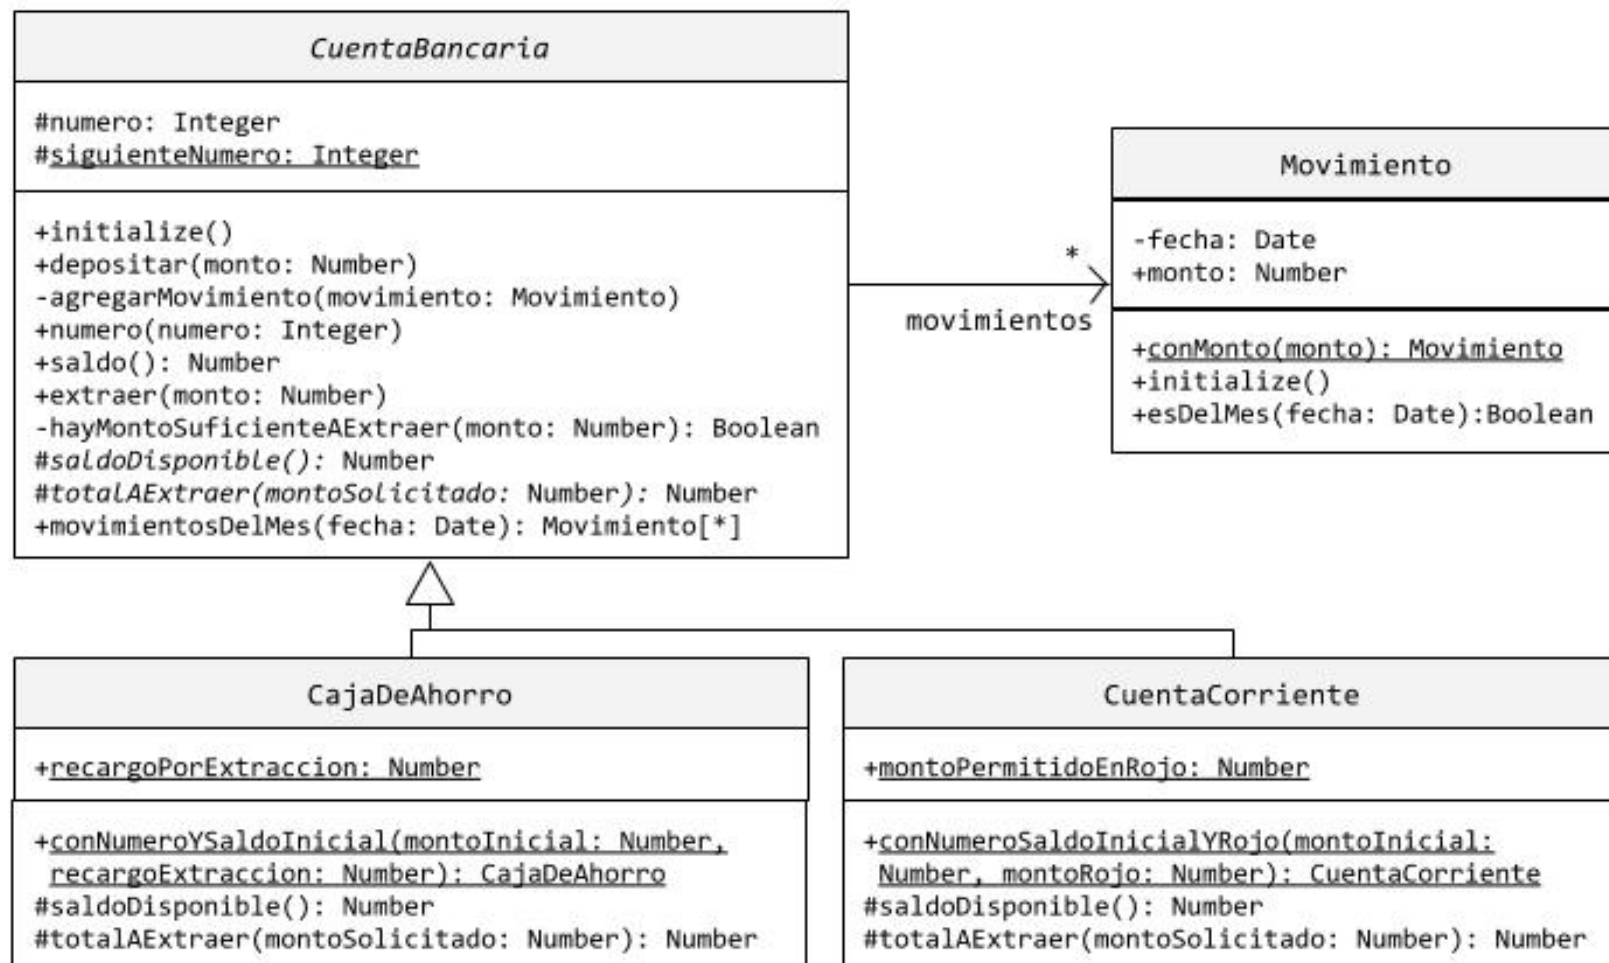 CuentaBancaria
#numero: Integer
#siguienteNumero: Integer
+initialize()
+depositar(monto: Number)
-agregarMovimiento(movimiento: Movimiento)
+numero(numero: Integer)
+saldo(): Number
+extraer(monto: Number)
-hayMontoSuficienteAExtraer(monto: Number): Boolean
#saldoDisponible(): Number
#totalAExtraer(montoSolicitado: Number): Number
+movimientosDelMes(fecha: Date): Movimiento[*]
*
movimientos
Movimiento
-fecha: Date
+monto: Number
+conMonto(monto): Movimiento
+initialize()
+esDelMes(fecha: Date):Boolean
CajaDeAhorro
+recargoPorExtraccion: Number
+conNumeroYSaldoInicial(montoInicial: Number,
recargoExtraccion: Number): CajaDeAhorro
#saldoDisponible(): Number
#totalAExtraer(montoSolicitado: Number): Number
CuentaCorriente
+montoPermitidoEnRojo: Number
+conNumeroSaldoInicialYRojo(montoInicial:
Number, montoRojo: Number): CuentaCorriente
#saldoDisponible(): Number
#totalAExtraer(montoSolicitado: Number): Number